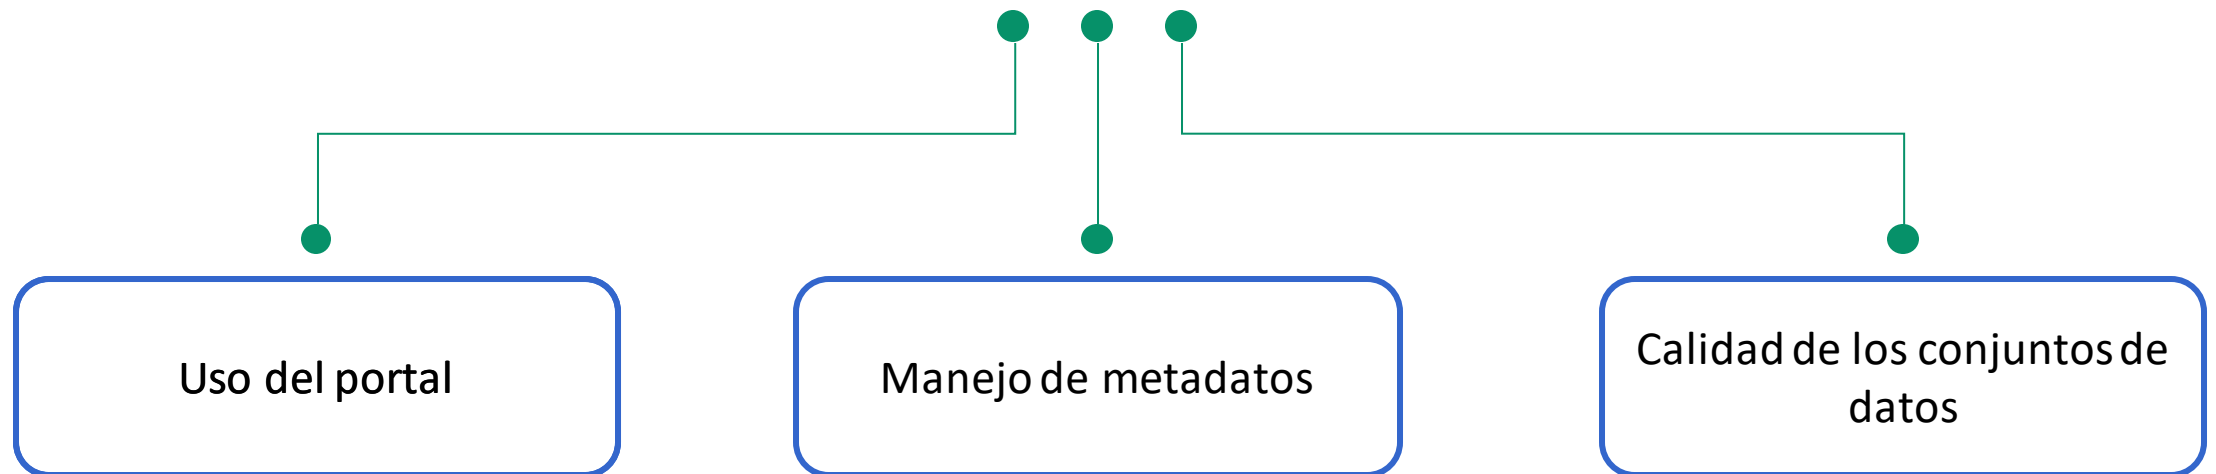 Uso del portal
Manejo de metadatos
Calidad de los conjuntos de
datos